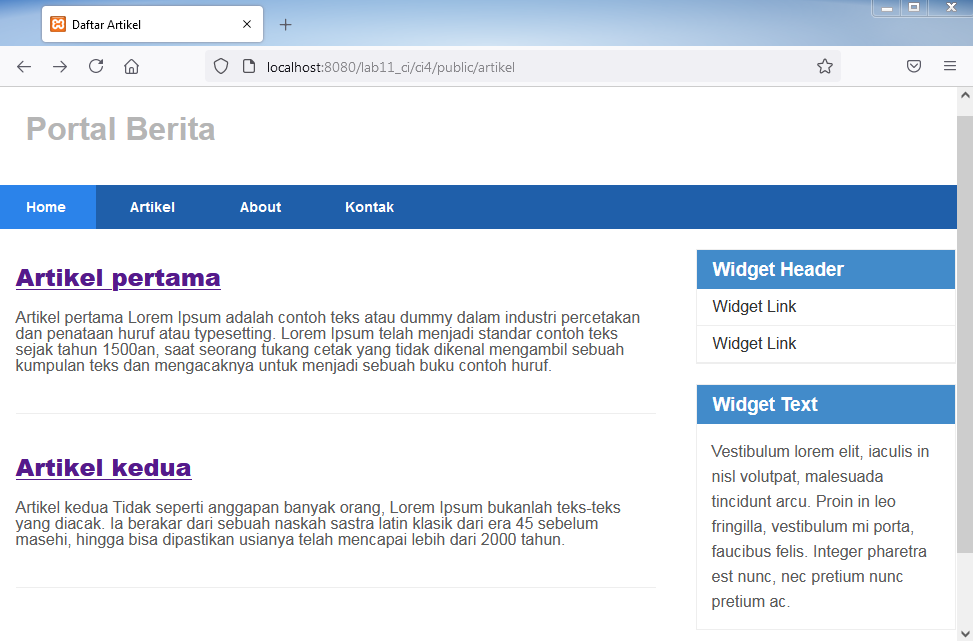 Daftar Artikel
localhost:8080/lab11_ci/ci4/public/artikel
Portal Berita
Home Artikel About Kontak
Artikel pertama
Artikel pertama Lorem Ipsum adalah contoh teks atau dummy dalam industri percetakan
dan penataan huruf atau typesetting. Lorem Ipsum telah menjadi standar contoh teks
sejak tahun 1500an, saat seorang tukang cetak yang tidak dikenal mengambil sebuah
kumpulan teks dan mengacaknya untuk menjadi sebuah buku contoh huruf.
Artikel kedua
Artikel kedua Tidak seperti anggapan banyak orang, Lorem Ipsum bukanlah teks-teks
yang diacak. Ia berakar dari sebuah naskah sastra latin klasik dari era 45 sebelum
masehi, hingga bisa dipastikan usianya telah mencapai lebih dari 2000 tahun.
Widget Header
Widget Link
Widget Link
Widget Text
Vestibulum lorem elit, iaculis in
nisl volutpat, malesuada
tincidunt arcu. Proin in leo
fringilla, vestibulum mi porta,
faucibus felis. Integer pharetra
est nunc, nec pretium nunc
pretium ac.